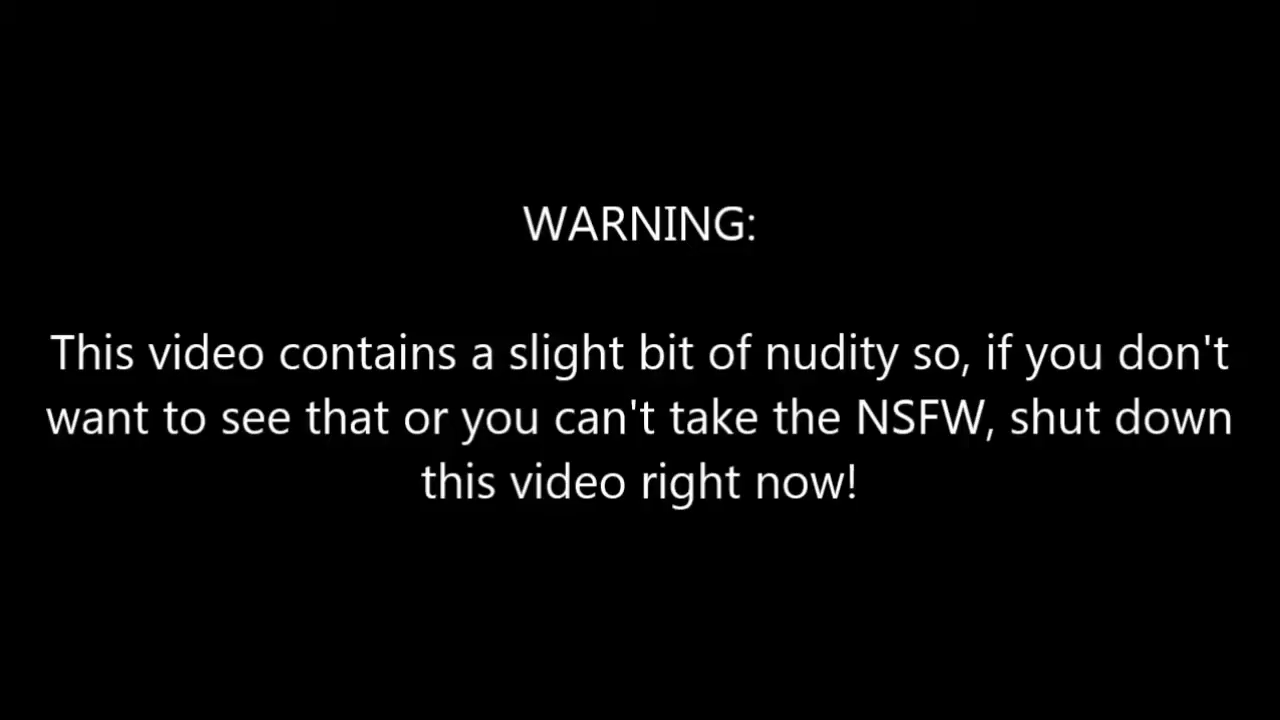 WARNING:
This video contains a slight bit of nudity so, if you don't
want to see that or you can't take the NSFW, shut down
this video right now!